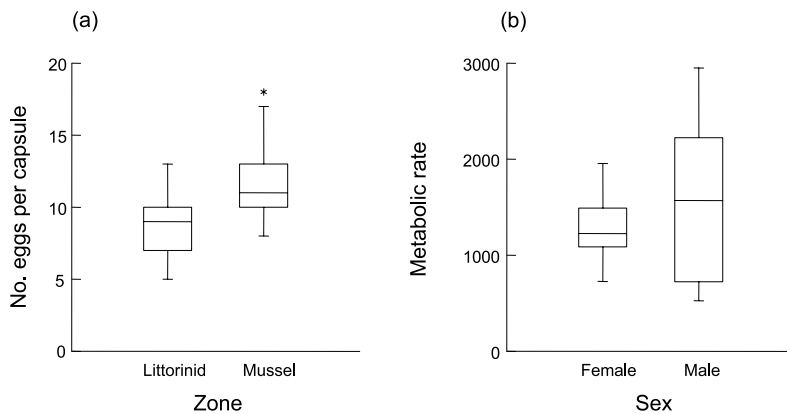 (a)
No. eggs per capsule
20
15
10
5
0
*
Littorinid Mussel
Zone
(b)
Metabolic rate
3000
2000
1000
0
Female Male
Sex